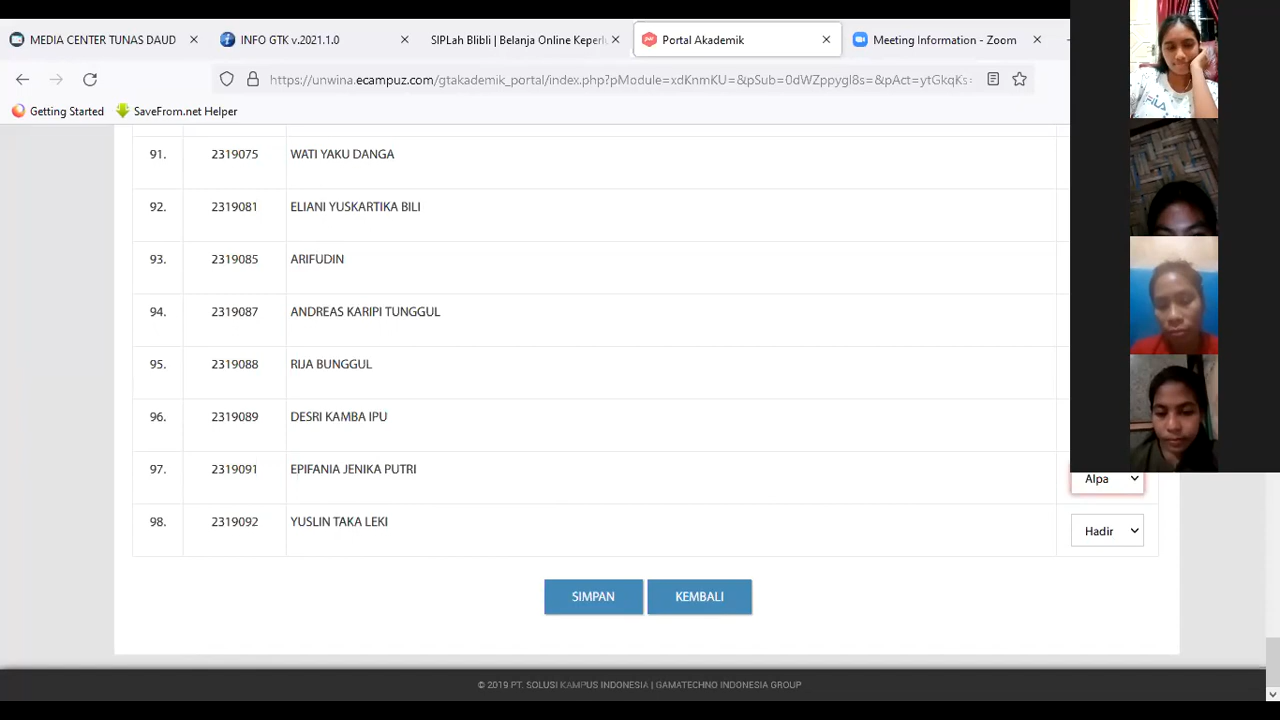 MEDIA CENTER TUNAS DAUD
INFO GTK v.2021.1.0
SIPLah Blibli | Belanja Online Keperlu
Portal Akademik
Meeting Information - Zoom
https://unwina.ecampuz.com/gtakademik_portal/index.php?pModule=xdKnnKU=&pSub=0dWZppygl8s=&pAct=ytGkqKs=
Getting Started
SaveFrom.net Helper
91. 2319075 WATI YAKU DANGA
92. 2319081 ELIANI YUSKARTIKA BILI
93. 2319085 ARIFUDIN
94. 2319087 ANDREAS KARIPI TUNGGUL
95. 2319088 RIJA BUNGGUL
96. 2319089 DESRI KAMBA IPU
97. 2319091 EPIFANIA JENIKA PUTRI Alpa
98. 2319092 YUSLIN TAKA LEKI Hadir
SIMPAN KEMBALI
© 2019 PT. SOLUSI KAMPUS INDONESIA | GAMATECHNO INDONESIA GROUP
FILA